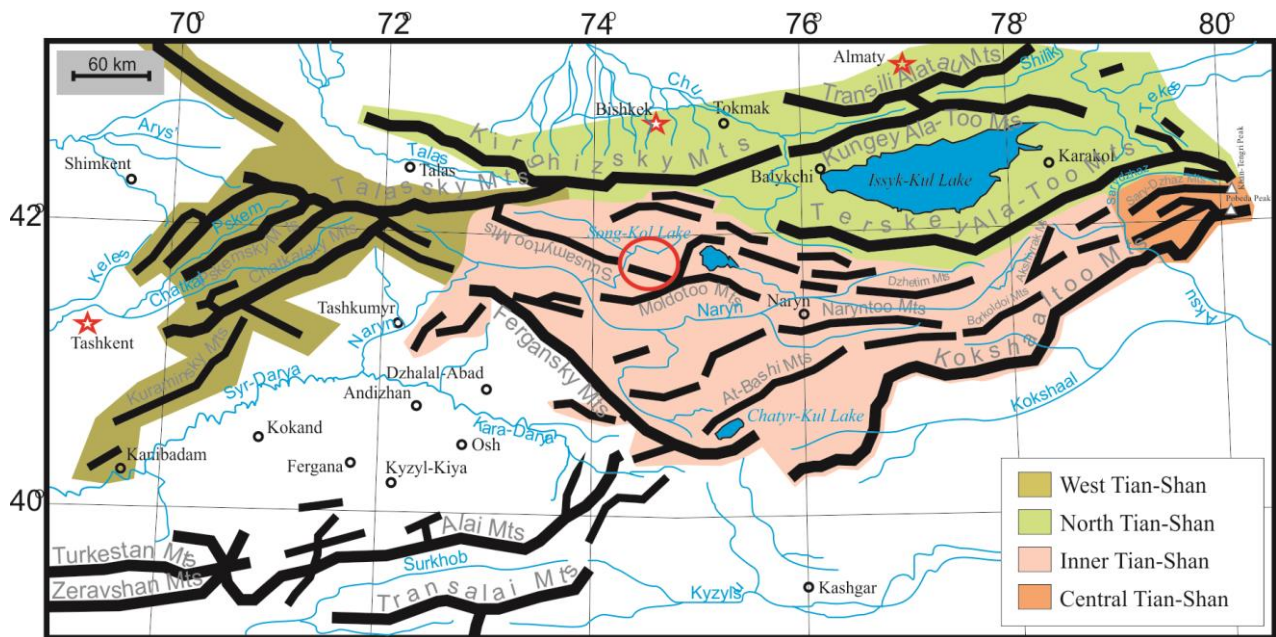 70°
72
74
76
78
80°
60 km
Almaty
Transili Alatau Mts
Shilik
Chu
Bishkek
Tokmak
Tekes
Arys'
Kirghizsky Mts
Kungey Ala-Too Mts
Shimkent
Talas
Talas
Balykchi
Issyk-Kul Lake
Karakol
Khan-Tengri Peak
Talassky Mts
Sary-Dzhaz Mts
Pobeda Peak
42°
Pskem
Terskey Ala-Too Mts
Song-Kol Lake
Susamyrtoo Mts
Keles
Chatkal
Chatkalsky Mts
Akshyirak Mts
Dzhetim Mts
Moldotoo Mts
Naryn
Naryn
Naryntoo Mts
Borkoldoi Mts
Kokshaaltoo Mts
Aksu
Tashkumyr
Naryn
Tashkent
Kuraminsky Mts
Fergansky Mts
Syr-Darya
Dzhalal-Abad
At-Bashi Mts
Andizhan
Kokshaal
Kokand
Kara-Darya
Chatyr-Kul Lake
Osh
Fergana
Kanibadam
Kyzyl-Kiya
40°
Alai Mts
Turkestan Mts
Surkhob
Zeravshan Mts
Transalai Mts
Kyzyls
Kashgar
West Tian-Shan
North Tian-Shan
Inner Tian-Shan
Central Tian-Shan